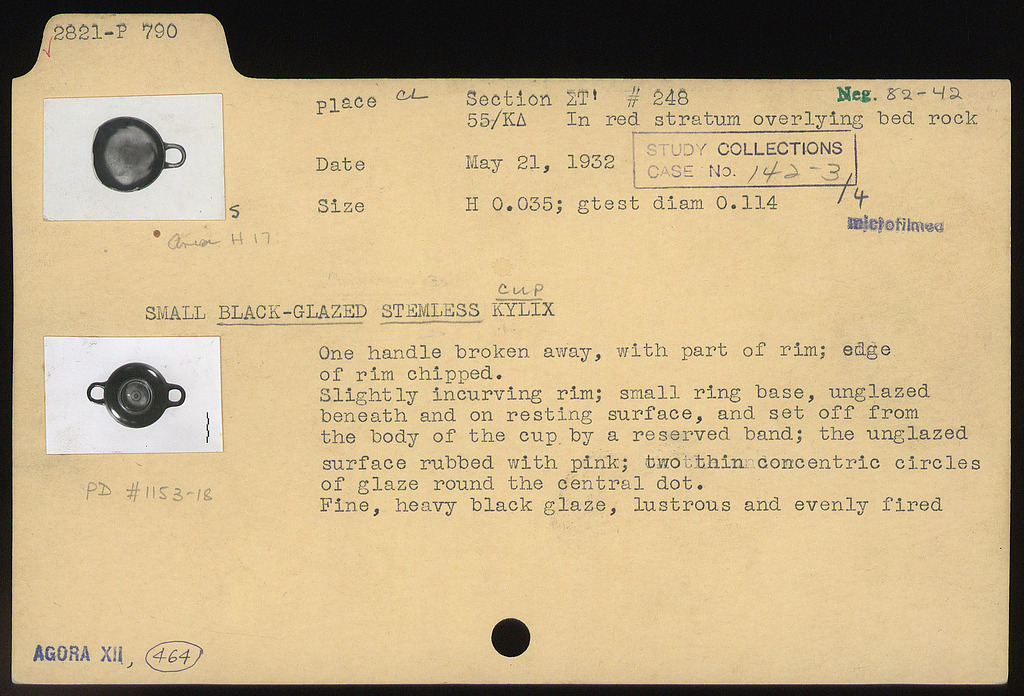 2821-P 790
Place CL Section ΣΤ' # 248 Neg. 82-42
55/ΚΔ In red stratum overlying bed rock
Date May 21, 1932
STUDY COLLECTIONS
CASE No. 142-3/4
Size H 0.035; gtest diam 0.114
S
microfilmed
Area H 17
cup
SMALL BLACK-GLAZED STEMLESS KYLIX
One handle broken away, with part of rim; edge
of rim chipped.
Slightly incurving rim; small ring base, unglazed
beneath and on resting surface, and set off from
the body of the cup by a reserved band; the unglazed
surface rubbed with pink; two thin concentric circles
of glaze round the central dot.
Fine, heavy black glaze, lustrous and evenly fired
PD #1153-18
AGORA XII, 464